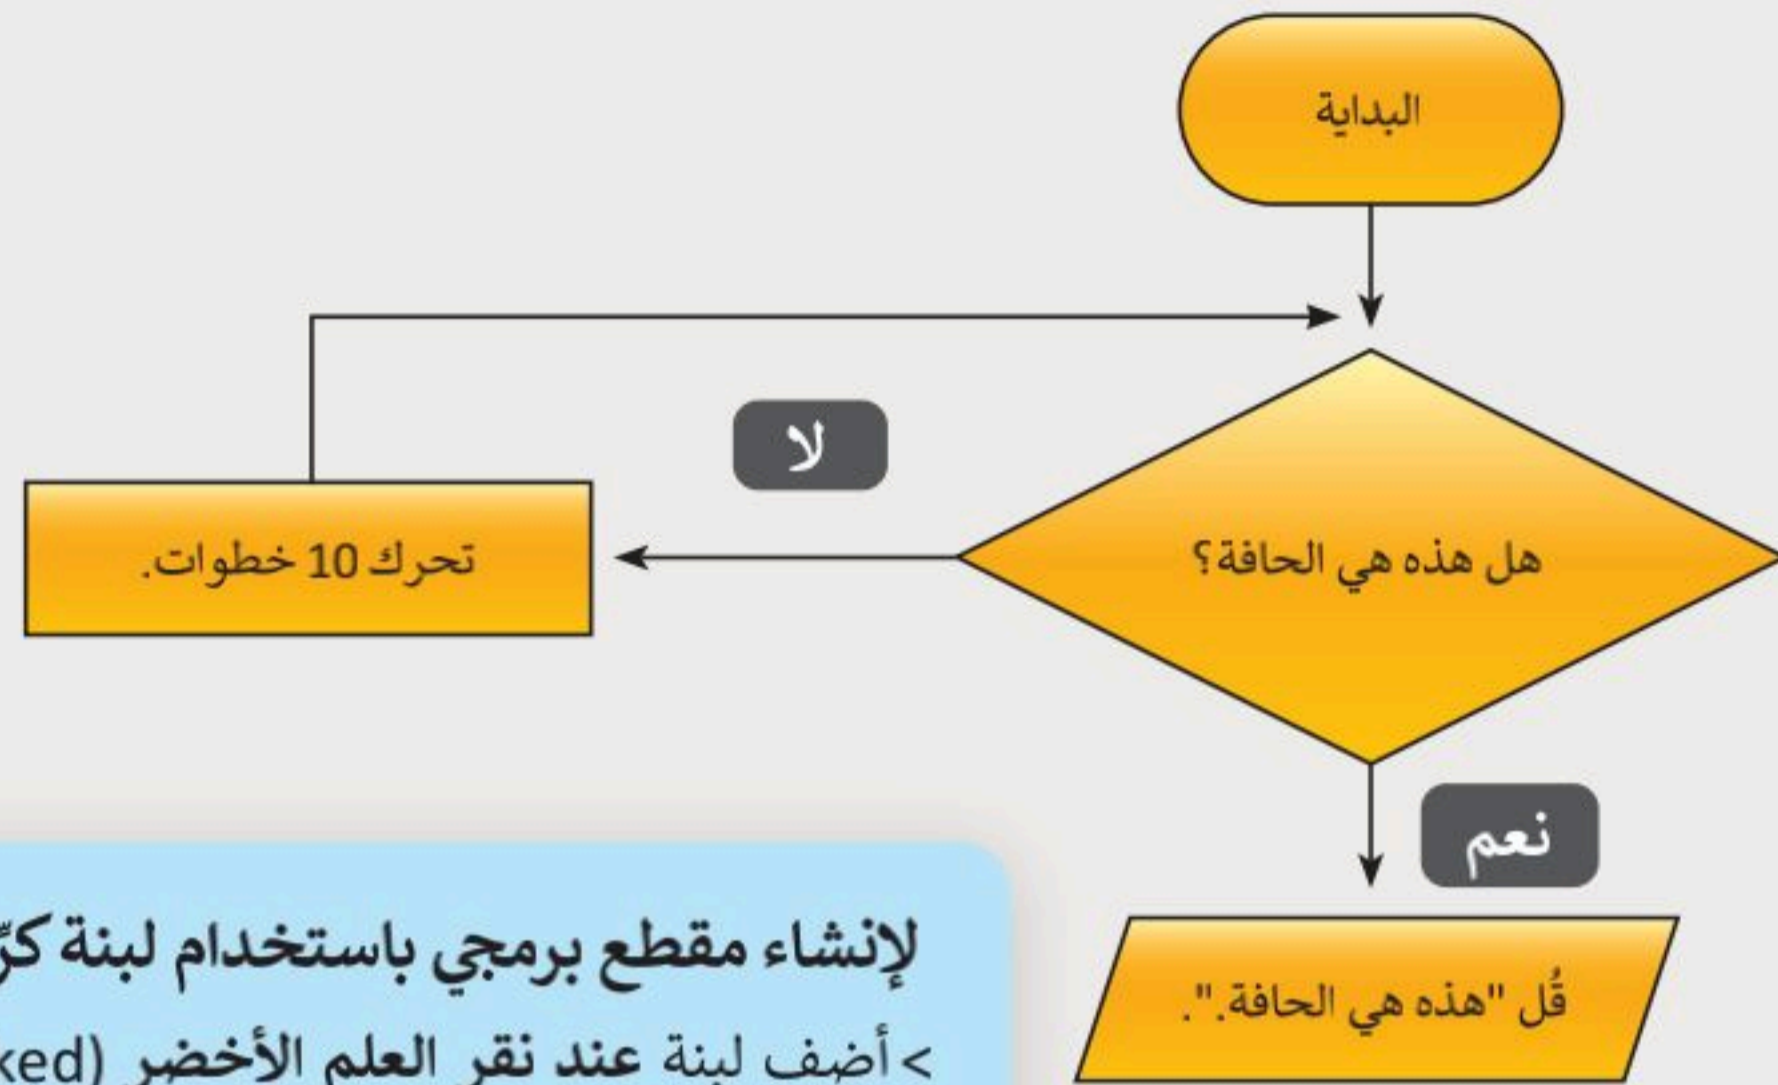 البداية
لا
هل هذه هي الحافة؟
تحرك 10 خطوات.
نعم
قُل "هذه هي الحافة.".
لإنشاء مقطع برمجي باستخدام لبنة
> أضف لبنة عند نقر العلم الأخضر